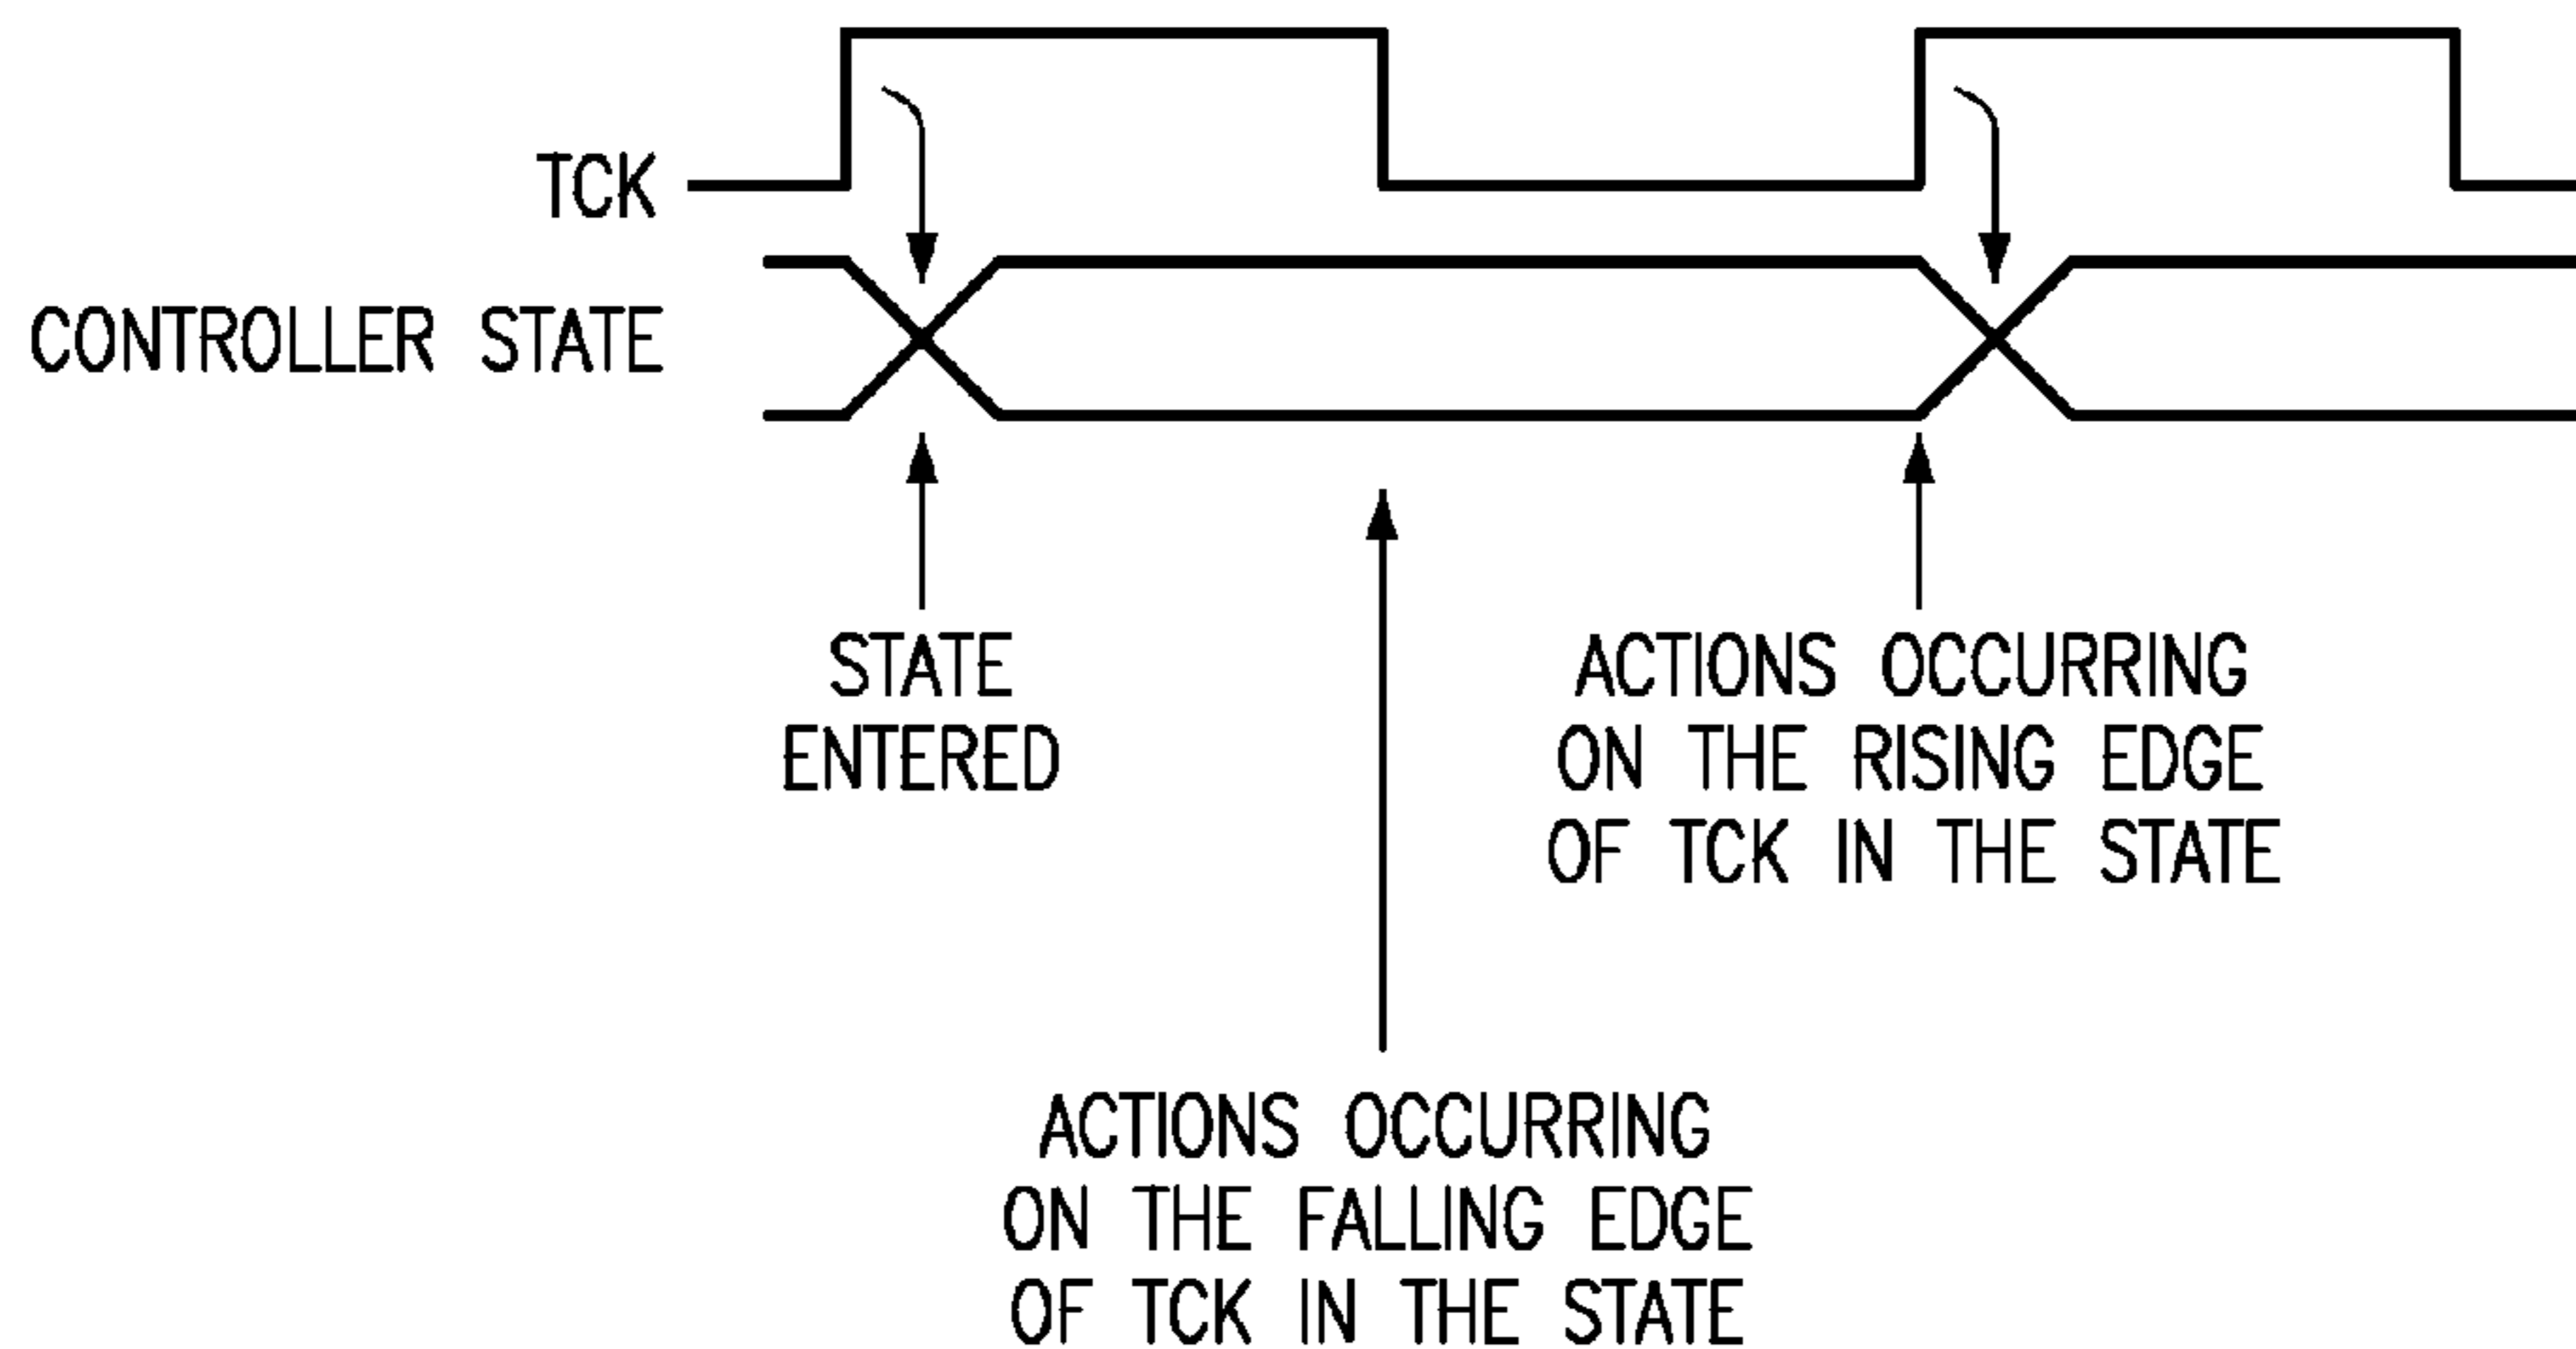 TCK
CONTROLLER STATE
STATE
ENTERED
ACTIONS OCCURRING
ON THE RISING EDGE
OF TCK IN THE STATE
ACTIONS OCCURRING
ON THE FALLING EDGE
OF TCK IN THE STATE